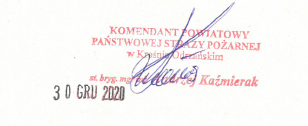 KOMENDANT POWIATOWY
PAŃSTWOWEJ STRAŻY POŻARNEJ
w Krośnie Odrzańskim
st. bryg. mgr Kaźmierak
30 GRU 2020